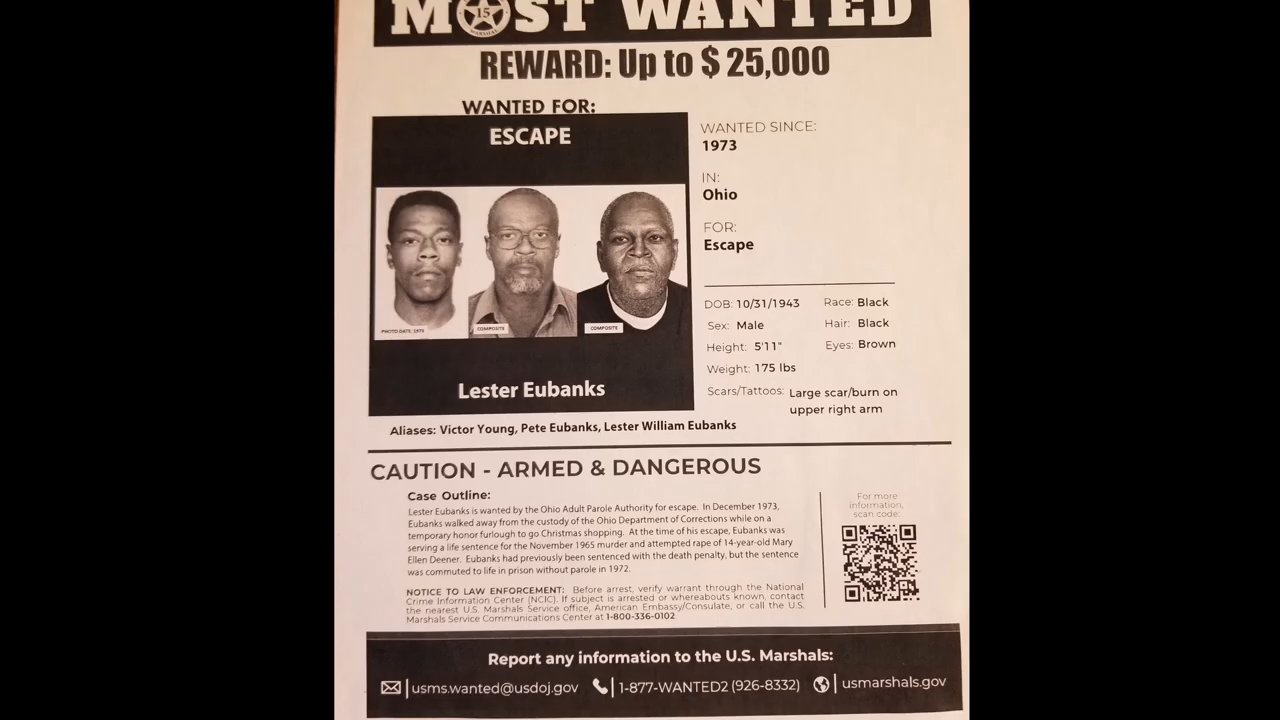 MOST WANTED
15
MARSHAL
REWARD: Up to $ 25,000
WANTED FOR:
ESCAPE
PHOTO DATE: 1973
COMPOSITE
COMPOSITE
Lester Eubanks
WANTED SINCE:
1973
IN:
Ohio
FOR:
Escape
DOB: 10/31/1943
Race: Black
Sex: Male
Hair: Black
Height: 5'11"
Eyes: Brown
Weight: 175 lbs
Scars/Tattoos: Large scar/burn on
upper right arm
Aliases: Victor Young, Pete Eubanks, Lester William Eubanks
CAUTION - ARMED & DANGEROUS
Case Outline:
Lester Eubanks is wanted by the Ohio Adult Parole Authority for escape. In December 1973,
Eubanks walked away from the custody of the Ohio Department of Corrections while on a
temporary honor furlough to go Christmas shopping. At the time of his escape, Eubanks was
serving a life sentence for the November 1965 murder and attempted rape of 14-year-old Mary
Ellen Deener. Eubanks had previously been sentenced with the death penalty, but the sentence
was commuted to life in prison without parole in 1972.
NOTICE TO LAW ENFORCEMENT: Before arrest, verify warrant through the National
Crime Information Center (NCIC). If subject is arrested or whereabouts known, contact
the nearest U.S. Marshals Service office, American Embassy/Consulate, or call the U.S.
Marshals Service Communications Center at 1-800-336-0102.
For more
information,
scan code:
Report any information to the U.S. Marshals:
usms.wanted@usdoj.gov
1-877-WANTED2 (926-8332)
usmarshals.gov